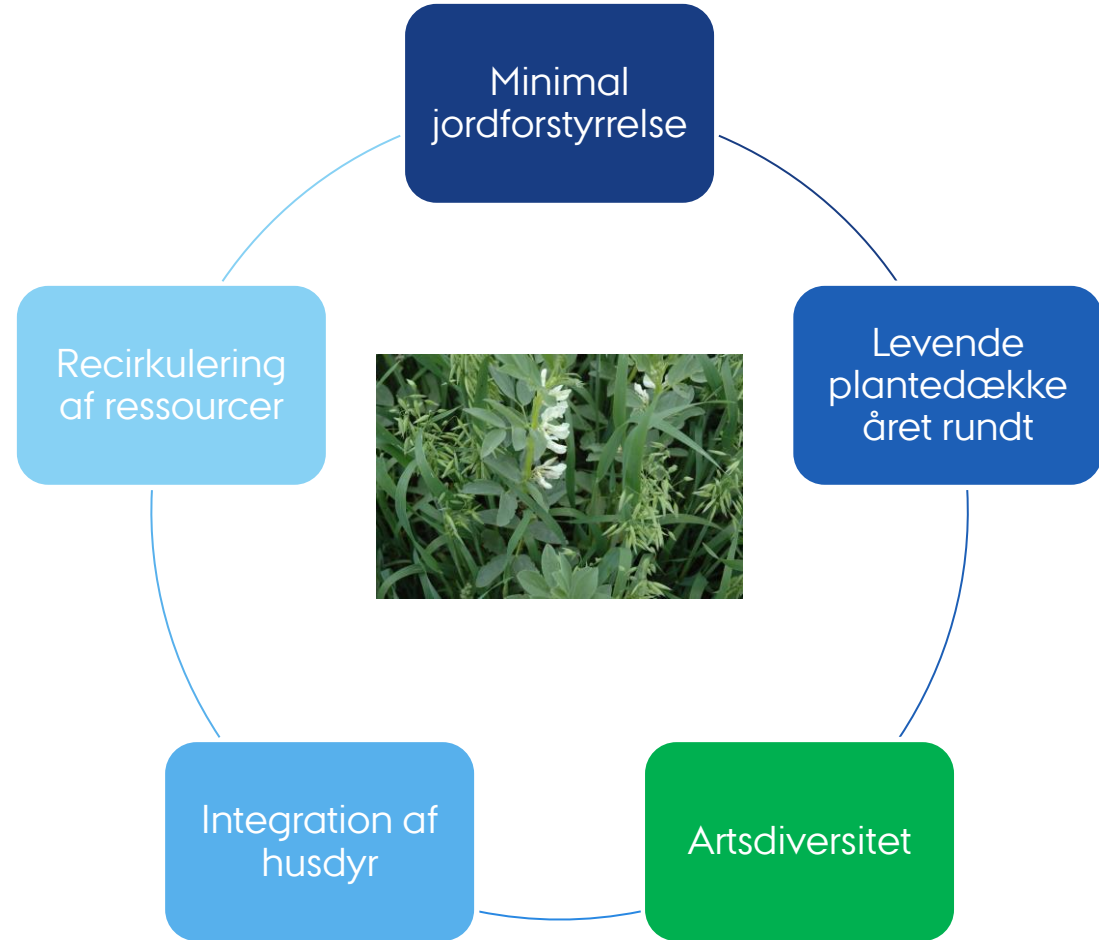 Minimal
jordforstyrrelse
Levende
plantedække
året rundt
Artsdiversitet
Integration af
husdyr
Recirkulering
af ressourcer